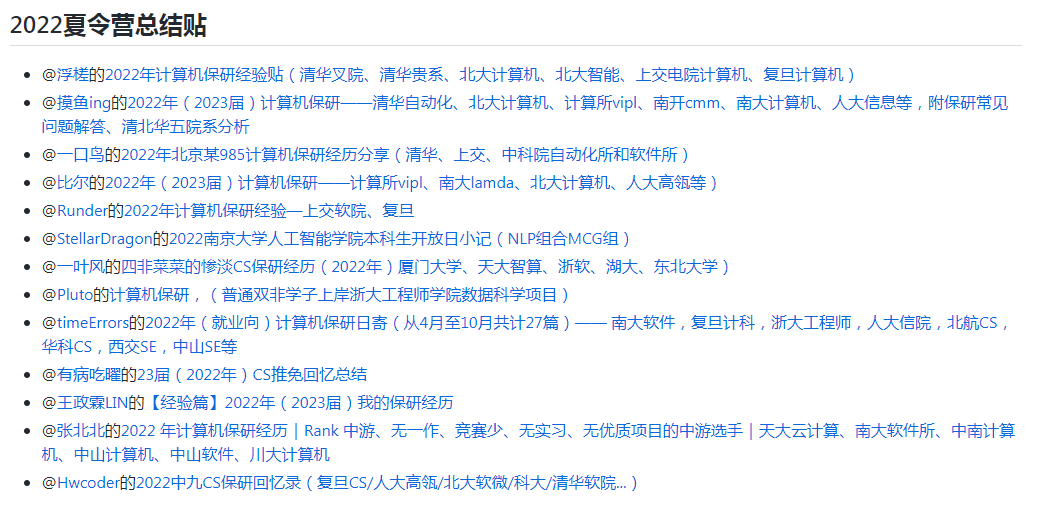 2022夏令营总结贴
@浮槎的2022年计算机保研经验贴（清华叉院、清华贵系、北大计算机、北大智能、上交电院计算机、复旦计算机）
@摸鱼ing的2022年（2023届）计算机保研——清华自动化、北大计算机、计算所vipl、南开cmm、南大计算机、人大信息等，附保研常见
问题解答、清北华五院系分析
@一口鸟的2022年北京某985计算机保研经历分享（清华、上交、中科院自动化所和软件所）
@比尔的2022年（2023届）计算机保研——计算所vipl、南大lamda、北大计算机、人大高瓴等）
@Runder的2022年计算机保研经验—上交软院、复旦
@StellarDragon的2022南京大学人工智能学院本科生开放日小记（NLP组合MCG组）
@一叶风的四非菜菜的惨淡CS保研经历（2022年）厦门大学、天大智算、浙软、湖大、东北大学）
@Pluto的计算机保研，（普通双非学子上岸浙大工程师学院数据科学项目）
@timeErrors的2022年（就业向）计算机保研日寄（从4月至10月共计27篇）—— 南大软件，复旦计科，浙大工程师，人大信院，北航CS，
华科CS，西交SE，中山SE等
@有病吃曜的23届（2022年）CS推免回忆总结
@王政霖LIN的【经验篇】2022年（2023届）我的保研经历
@张北北的2022 年计算机保研经历｜Rank 中游、无一作、竞赛少、无实习、无优质项目的中游选手｜天大云计算、南大软件所、中南计算
机、中山计算机、中山软件、川大计算机
@Hwcoder的2022中九CS保研回忆录（复旦CS/人大高瓴/北大软微/科大/清华软院...）